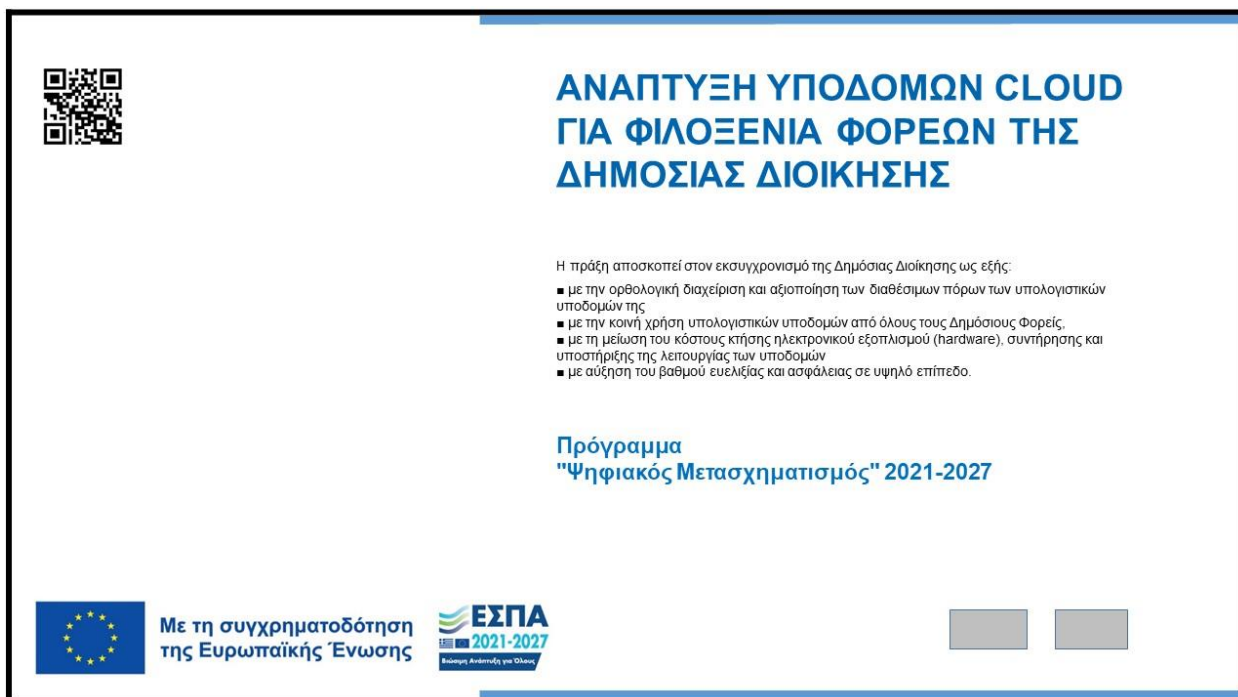 ΑΝΑΠΤΥΞΗ ΥΠΟΔΟΜΩΝ CLOUD
ΓΙΑ ΦΙΛΟΞΕΝΙΑ ΦΟΡΕΩΝ ΤΗΣ
ΔΗΜΟΣΙΑΣ ΔΙΟΙΚΗΣΗΣ
Η πράξη αποσκοπεί στον εκσυγχρονισμό της Δημόσιας Διοίκησης ως εξής:
■ με την ορθολογική διαχείριση και αξιοποίηση των διαθέσιμων πόρων των υπολογιστικών
υποδομών της
■ με την κοινή χρήση υπολογιστικών υποδομών από όλους τους Δημόσιους Φορείς,
■ με τη μείωση του κόστους κτήσης ηλεκτρονικού εξοπλισμού (hardware), συντήρησης και
υποστήριξης της λειτουργίας των υποδομών
■ με αύξηση του βαθμού ευελιξίας και ασφάλειας σε υψηλό επίπεδο.
Πρόγραμμα
"Ψηφιακός Μετασχηματισμός" 2021-2027
Με τη συγχρηματοδότηση
της Ευρωπαϊκής Ένωσης
ΕΣΠΑ
2021-2027
Βιώσιμη Ανάπτυξη για Όλους